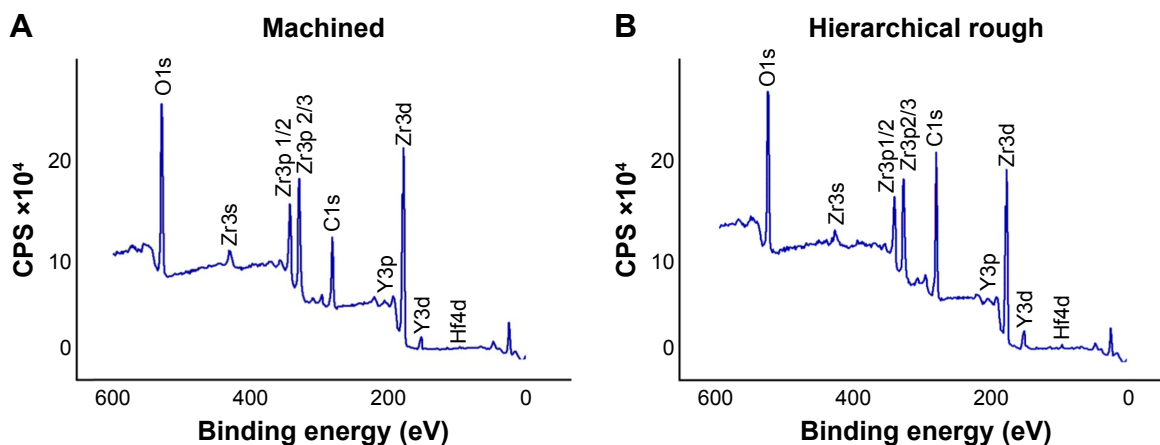 A
Machined
CPS ×10⁴
20
10
0
O1s
Zr3s
Zr3p 1/2
Zr3p 2/3
C1s
Y3p
Zr3d
Y3d
Hf4d
600
400
200
0
Binding energy (eV)
B
Hierarchical rough
CPS ×10⁴
20
10
0
O1s
Zr3s
Zr3p1/2
Zr3p2/3
C1s
Y3p
Zr3d
Y3d
Hf4d
600
400
200
0
Binding energy (eV)